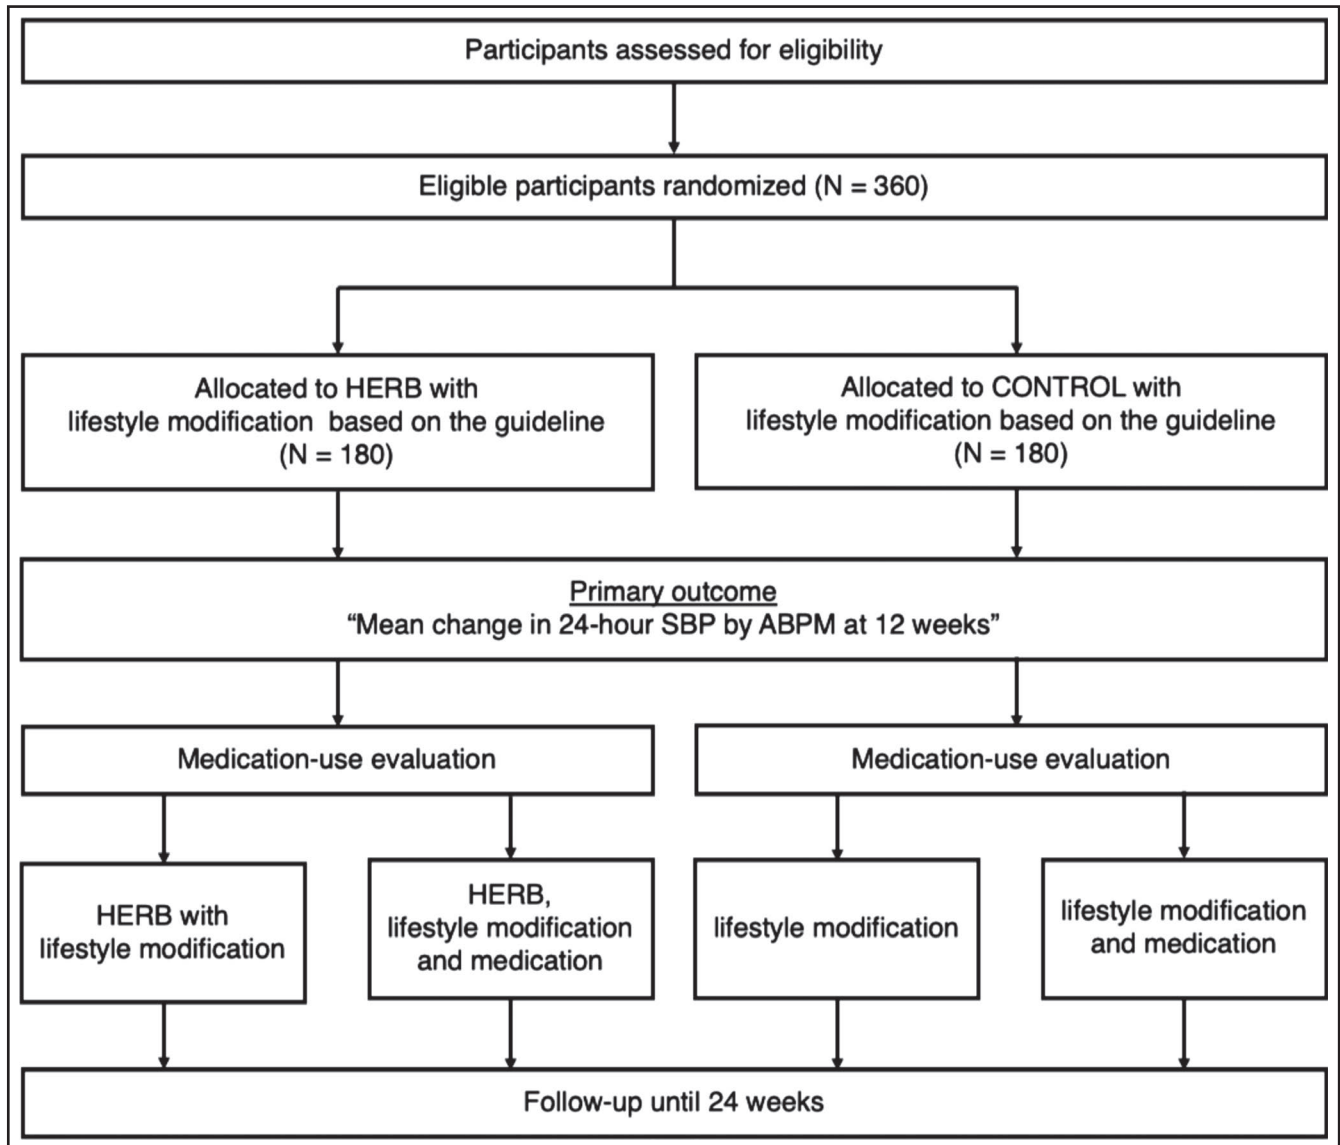 Participants assessed for eligibility
Eligible participants randomized (N = 360)
Allocated to HERB with
lifestyle modification based on the guideline
(N = 180)
Allocated to CONTROL with
lifestyle modification based on the guideline
(N = 180)
Primary outcome
“Mean change in 24-hour SBP by ABPM at 12 weeks”
Medication-use evaluation
Medication-use evaluation
HERB with
lifestyle modification
HERB,
lifestyle modification
and medication
lifestyle modification
lifestyle modification
and medication
Follow-up until 24 weeks